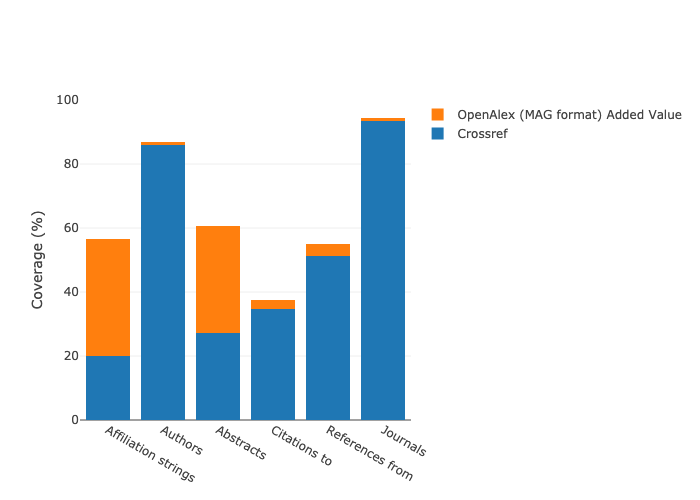 100
80
60
40
20
0
Coverage (%)
Affiliation strings
Authors
Abstracts
Citations to
References from
Journals
OpenAlex (MAG format) Added Value
Crossref